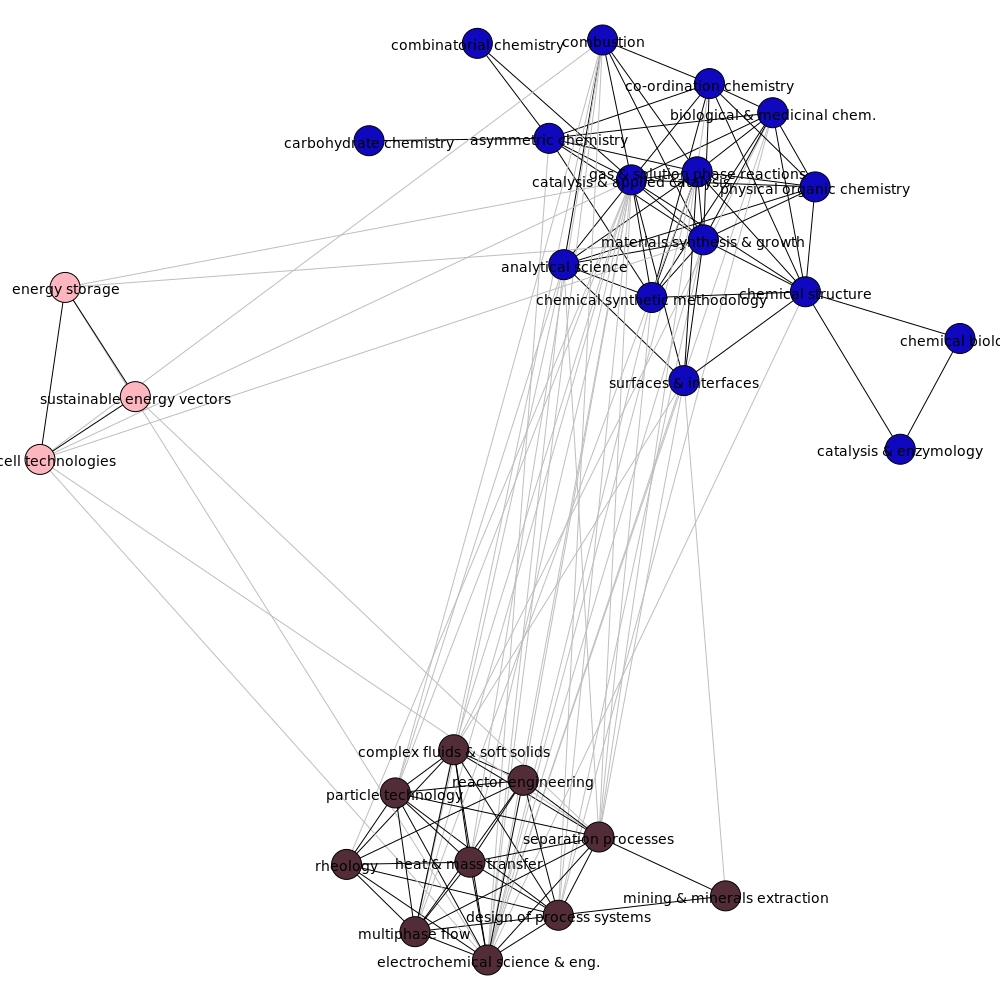 combinatorial chemistry
combustion
co-ordination chemistry
biological & medicinal chem.
carbohydrate chemistry
asymmetric chemistry
gas & solution phase reactions
catalysis & applied catalysis
physical organic chemistry
materials synthesis & growth
analytical science
chemical synthetic methodology
chemical structure
energy storage
chemical biolo
surfaces & interfaces
sustainable energy vectors
catalysis & enzymology
cell technologies
complex fluids & soft solids
reactor engineering
particle technology
separation processes
rheology
heat & mass transfer
mining & minerals extraction
design of process systems
multiphase flow
electrochemical science & eng.